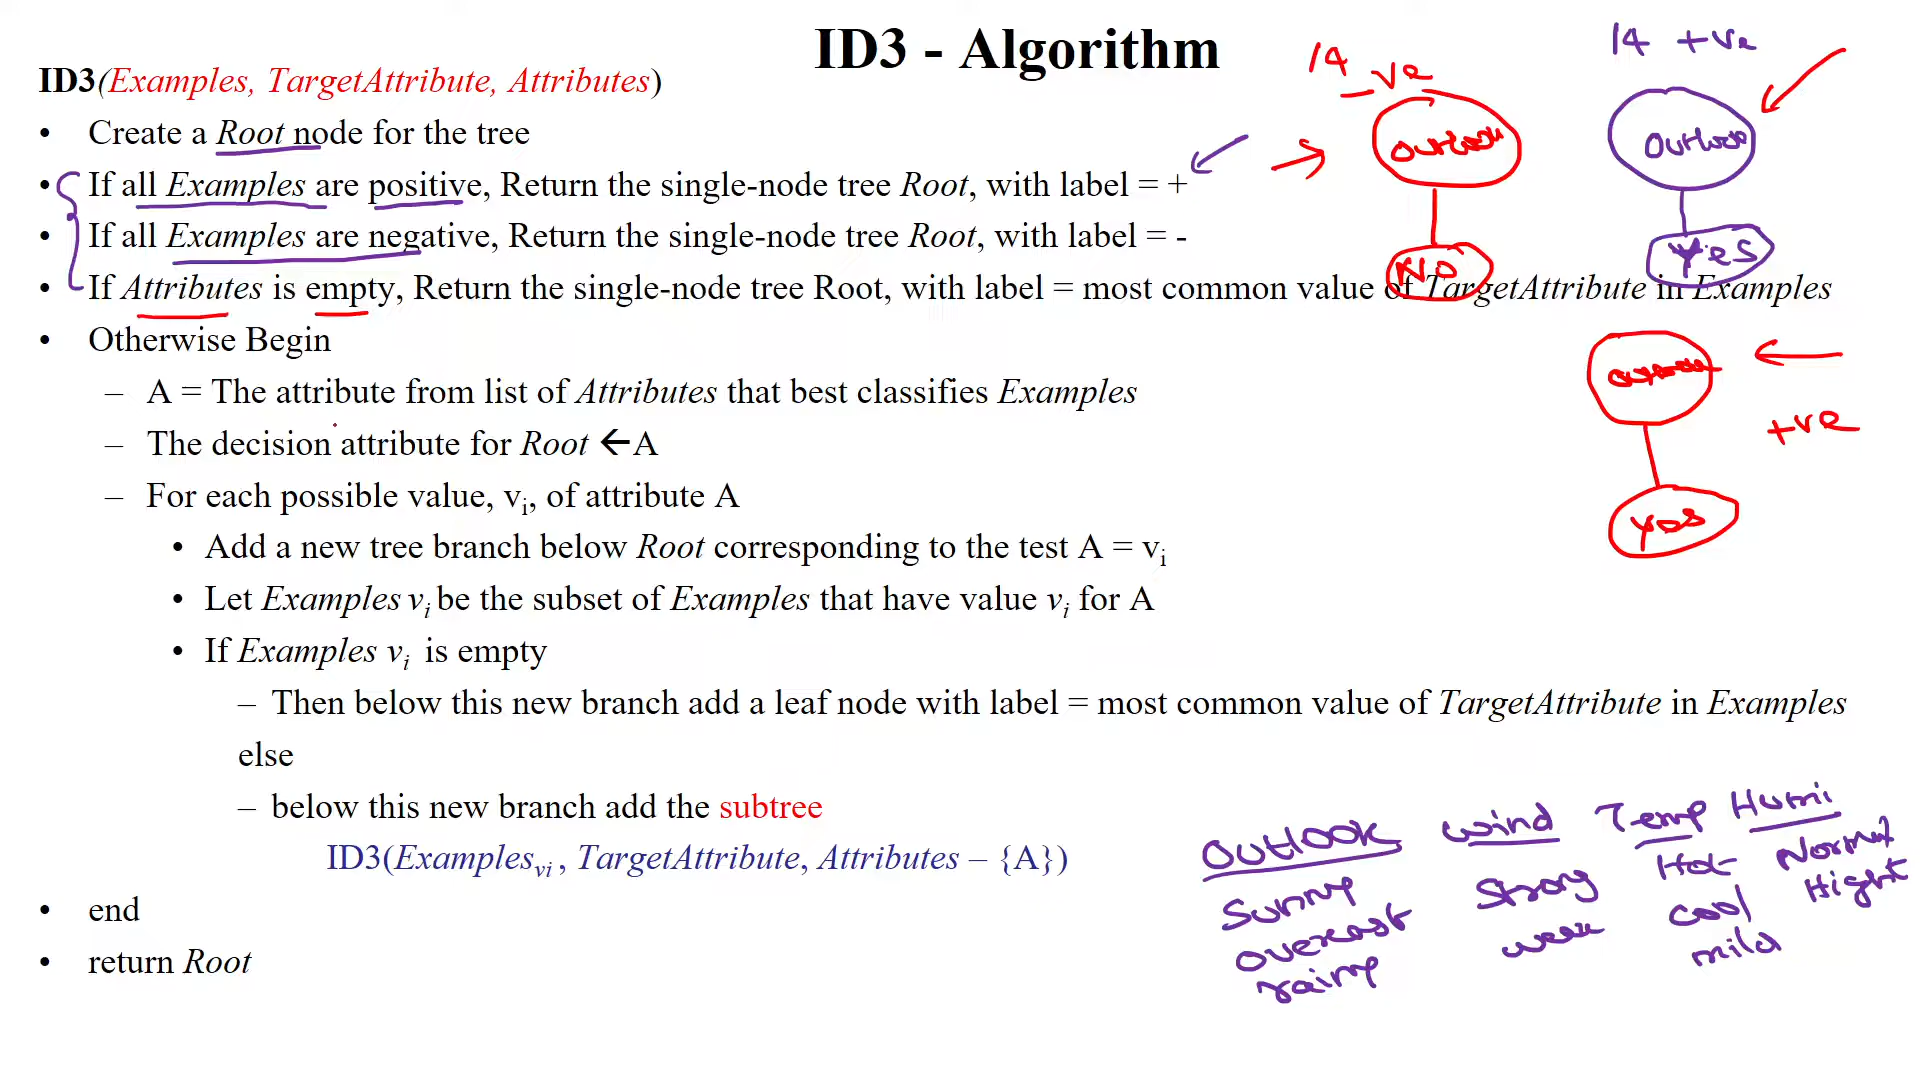 ID3 - Algorithm
ID3(Examples, TargetAttribute, Attributes)
• Create a Root node for the tree
• If all Examples are positive, Return the single-node tree Root, with label = +
• If all Examples are negative, Return the single-node tree Root, with label = -
• If Attributes is empty, Return the single-node tree Root, with label = most common value of TargetAttribute in Examples
• Otherwise Begin
– A = The attribute from list of Attributes that best classifies Examples
– The decision attribute for Root ← A
– For each possible value, vi, of attribute A
• Add a new tree branch below Root corresponding to the test A = vi
• Let Examples vi be the subset of Examples that have value vi for A
• If Examples vi is empty
– Then below this new branch add a leaf node with label = most common value of TargetAttribute in Examples
else
– below this new branch add the subtree
ID3(Examplesvi , TargetAttribute, Attributes – {A})
• end
• return Root
14 -ve
Outlook
NO
14 +ve
Outlook
Yes
Outlook
+ve
Yes
Outlook Wind Temp Humi
Sunny Strong Hot Normal
overcast weak cool Hight
rainy mild